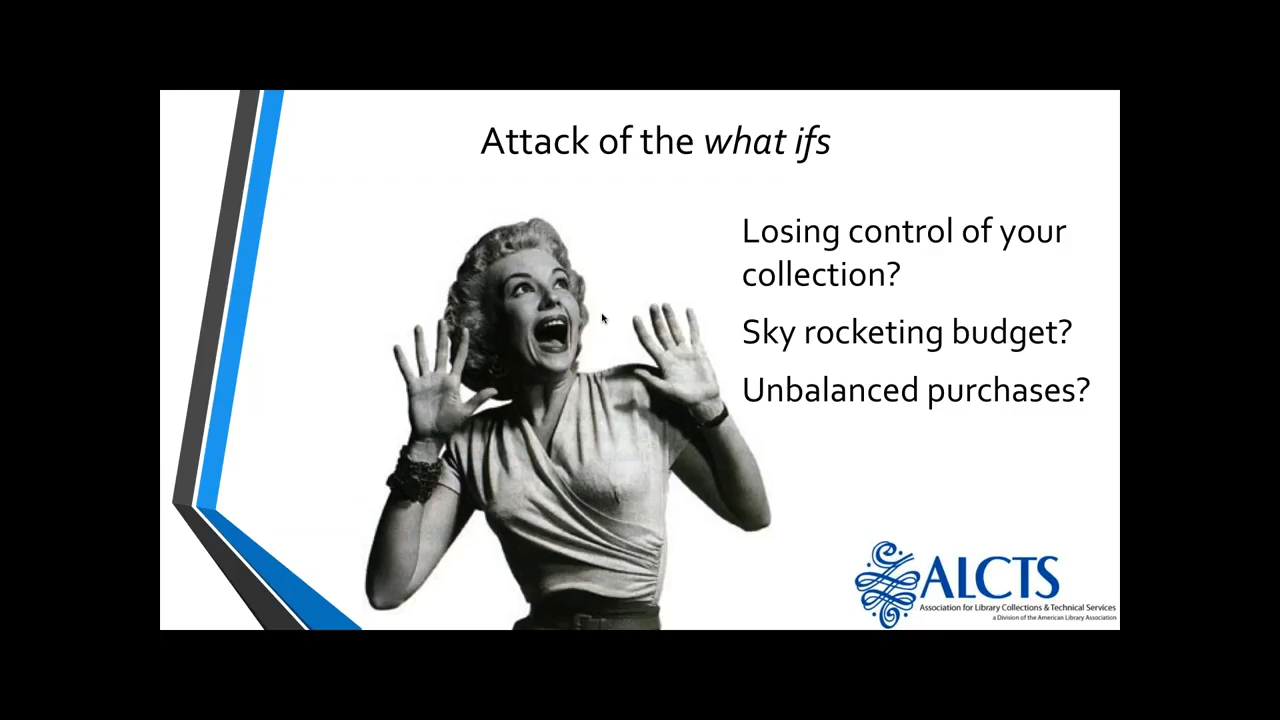 Attack of the what ifs
Losing control of your
collection?
Sky rocketing budget?
Unbalanced purchases?
ALCTS
Association for Library Collections & Technical Services
a Division of the American Library Association